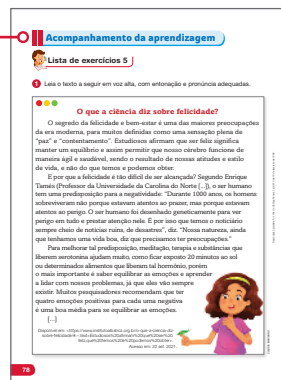 Acompanhamento da aprendizagem
Lista de exercícios 5
1 Leia o texto a seguir em voz alta, com entonação e pronúncia adequadas.
O que a ciência diz sobre felicidade?
O segredo da felicidade e bem-estar é uma das maiores preocupações
da era moderna, para muitos definidas como uma sensação plena de
“paz” e “contentamento”. Estudiosos afirmam que ser feliz significa
manter um equilíbrio e assim permitir que nosso cérebro funcione de
maneira ágil e saudável, sendo o resultado de nossas atitudes e estilo
de vida, e não do que temos e podemos obter.
E por que a felicidade é tão difícil de ser alcançada? Segundo Enrique
Tamés (Professor da Universidade da Carolina do Norte [...]), o ser humano
tem uma predisposição para a negatividade: “Durante 1000 anos, os homens
sobreviveram não porque estavam atentos ao prazer, mas porque estavam
atentos ao perigo. O ser humano foi desenhado geneticamente para ver
perigo em tudo e prestar atenção nele. É por isso que temos o noticiário
sempre cheio de notícias ruins, de desastres”, diz. “Nossa natureza, ainda
que tenhamos uma vida boa, diz que precisamos ter preocupações.”
Para melhorar tal predisposição, meditação, terapia e substâncias que
liberem serotonina ajudam muito, como ficar exposto 20 minutos ao sol
ou determinados alimentos que liberam tal hormônio, porém
o mais importante é saber equilibrar as emoções e aprender
a lidar com nossos problemas, já que eles vão sempre
existir. Muitos pesquisadores recomendam que ter
quatro emoções positivas para cada uma negativa
é uma boa média para se equilibrar as emoções.
[...]
Acesso em: 22 set. 2021.
78